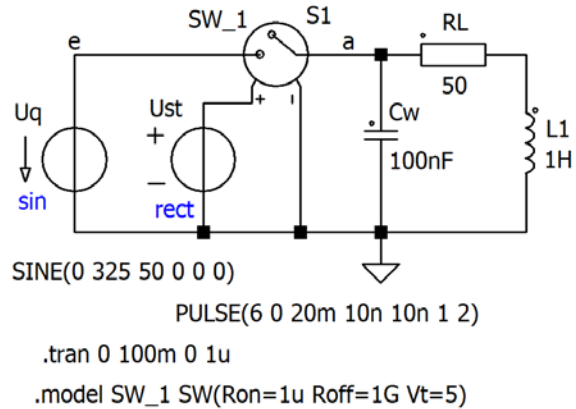 SW_1 S1
e
a
RL
50
Uq
sin
Ust
+
−
rect
+ −
Cw
100nF
L1
1H
SINE(0 325 50 0 0 0)
PULSE(6 0 20m 10n 10n 1 2)
.tran 0 100m 0 1u
.model SW_1 SW(Ron=1u Roff=1G Vt=5)